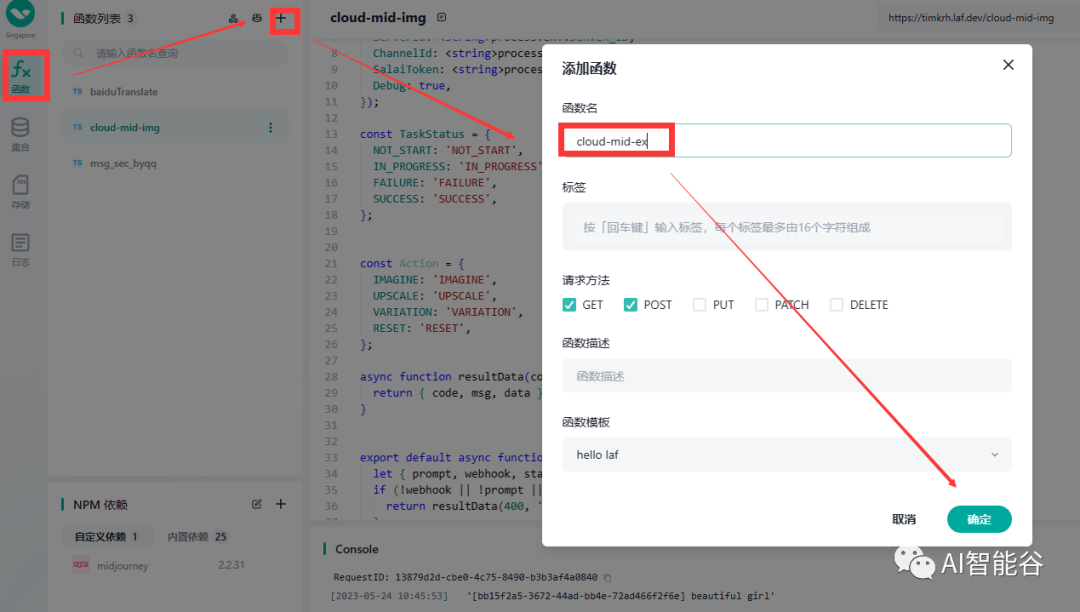 Singapore
函数
集合
存储
日志
函数列表 3
请输入函数名查询
TS baiduTranslate
TS cloud-mid-img
TS msg_sec_byqq
NPM 依赖
自定义依赖 1 内置依赖 25
midjourney 2.2.31
cloud-mid-img
https://timkrh.laf.dev/cloud-mid-img
8 ChannelId: <string>process
9 SalaiToken: <string>proces
10 Debug: true,
11 });
12
13 const TaskStatus = {
14 NOT_START: 'NOT_START',
15 IN_PROGRESS: 'IN_PROGRESS'
16 FAILURE: 'FAILURE',
17 SUCCESS: 'SUCCESS',
18 };
19
20
21 const Action = {
22 IMAGINE: 'IMAGINE',
23 UPSCALE: 'UPSCALE',
24 VARIATION: 'VARIATION',
25 RESET: 'RESET',
26 };
27
28 async function resultData(co
29 return { code, msg, data }
30 }
31
32
33 export default async functio
34 let { prompt, webhook, sta
35 if (!webhook || !prompt ||
36 return resultData(400, '
Console
RequestID: 13879d2d-cbe0-4c75-8490-b3b3af4a0840
[2023-05-24 10:45:53] '[bb15f2a5-3672-44ad-bb4e-72ad466f2f6e] beautiful girl'
添加函数
函数名
cloud-mid-ex
标签
按「回车键」输入标签，每个标签最多由16个字符组成
请求方法
GET POST PUT PATCH DELETE
函数描述
函数描述
函数模板
hello laf
取消 确定
AI智能谷